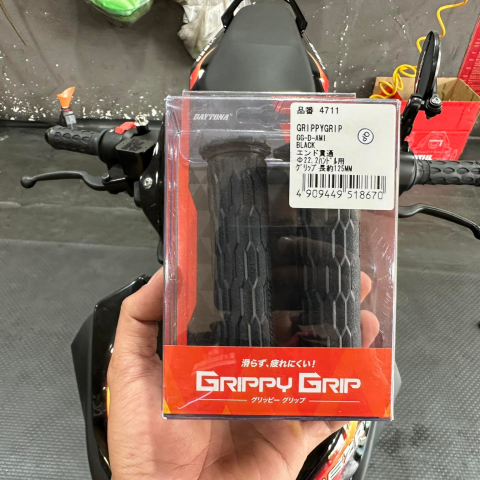 DAYTONA
品番 4711
GRIPPYGRIP
GG-D-AM1
BLACK
エンド貫通
Φ22.2ハンドル用
グリップ長約125MM
4 909449 518670
滑らず、疲れにくい!
GRIPPY GRIP
グリッピー グリップ